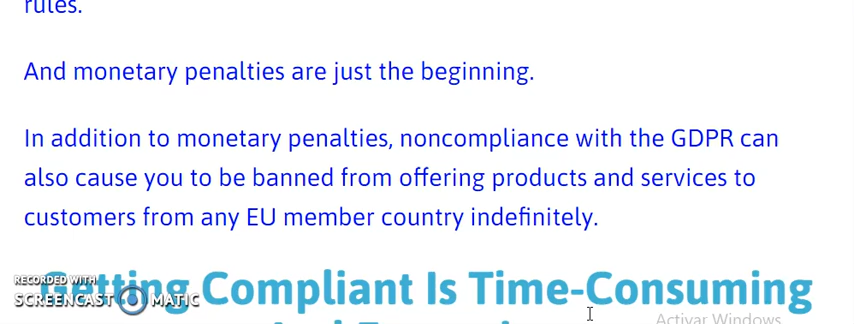 rules.
And monetary penalties are just the beginning.
In addition to monetary penalties, noncompliance with the GDPR can
also cause you to be banned from offering products and services to
customers from any EU member country indefinitely.
Getting Compliant Is Time-Consuming
RECORDED WITH
SCREENCAST MATIC
Activar Windows